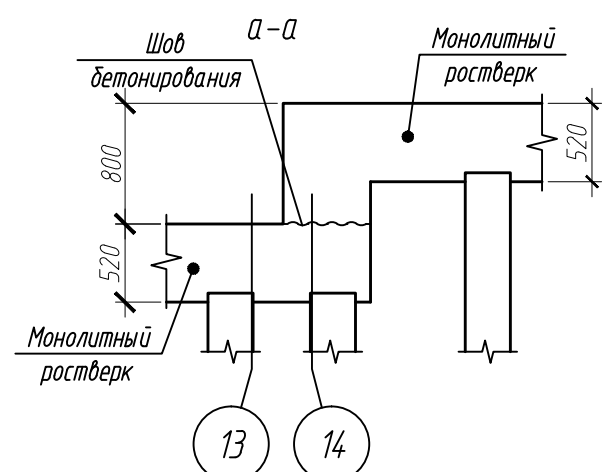 а-а
Шов
бетонирования
Монолитный
ростверк
800
520
520
Монолитный
ростверк
13
14